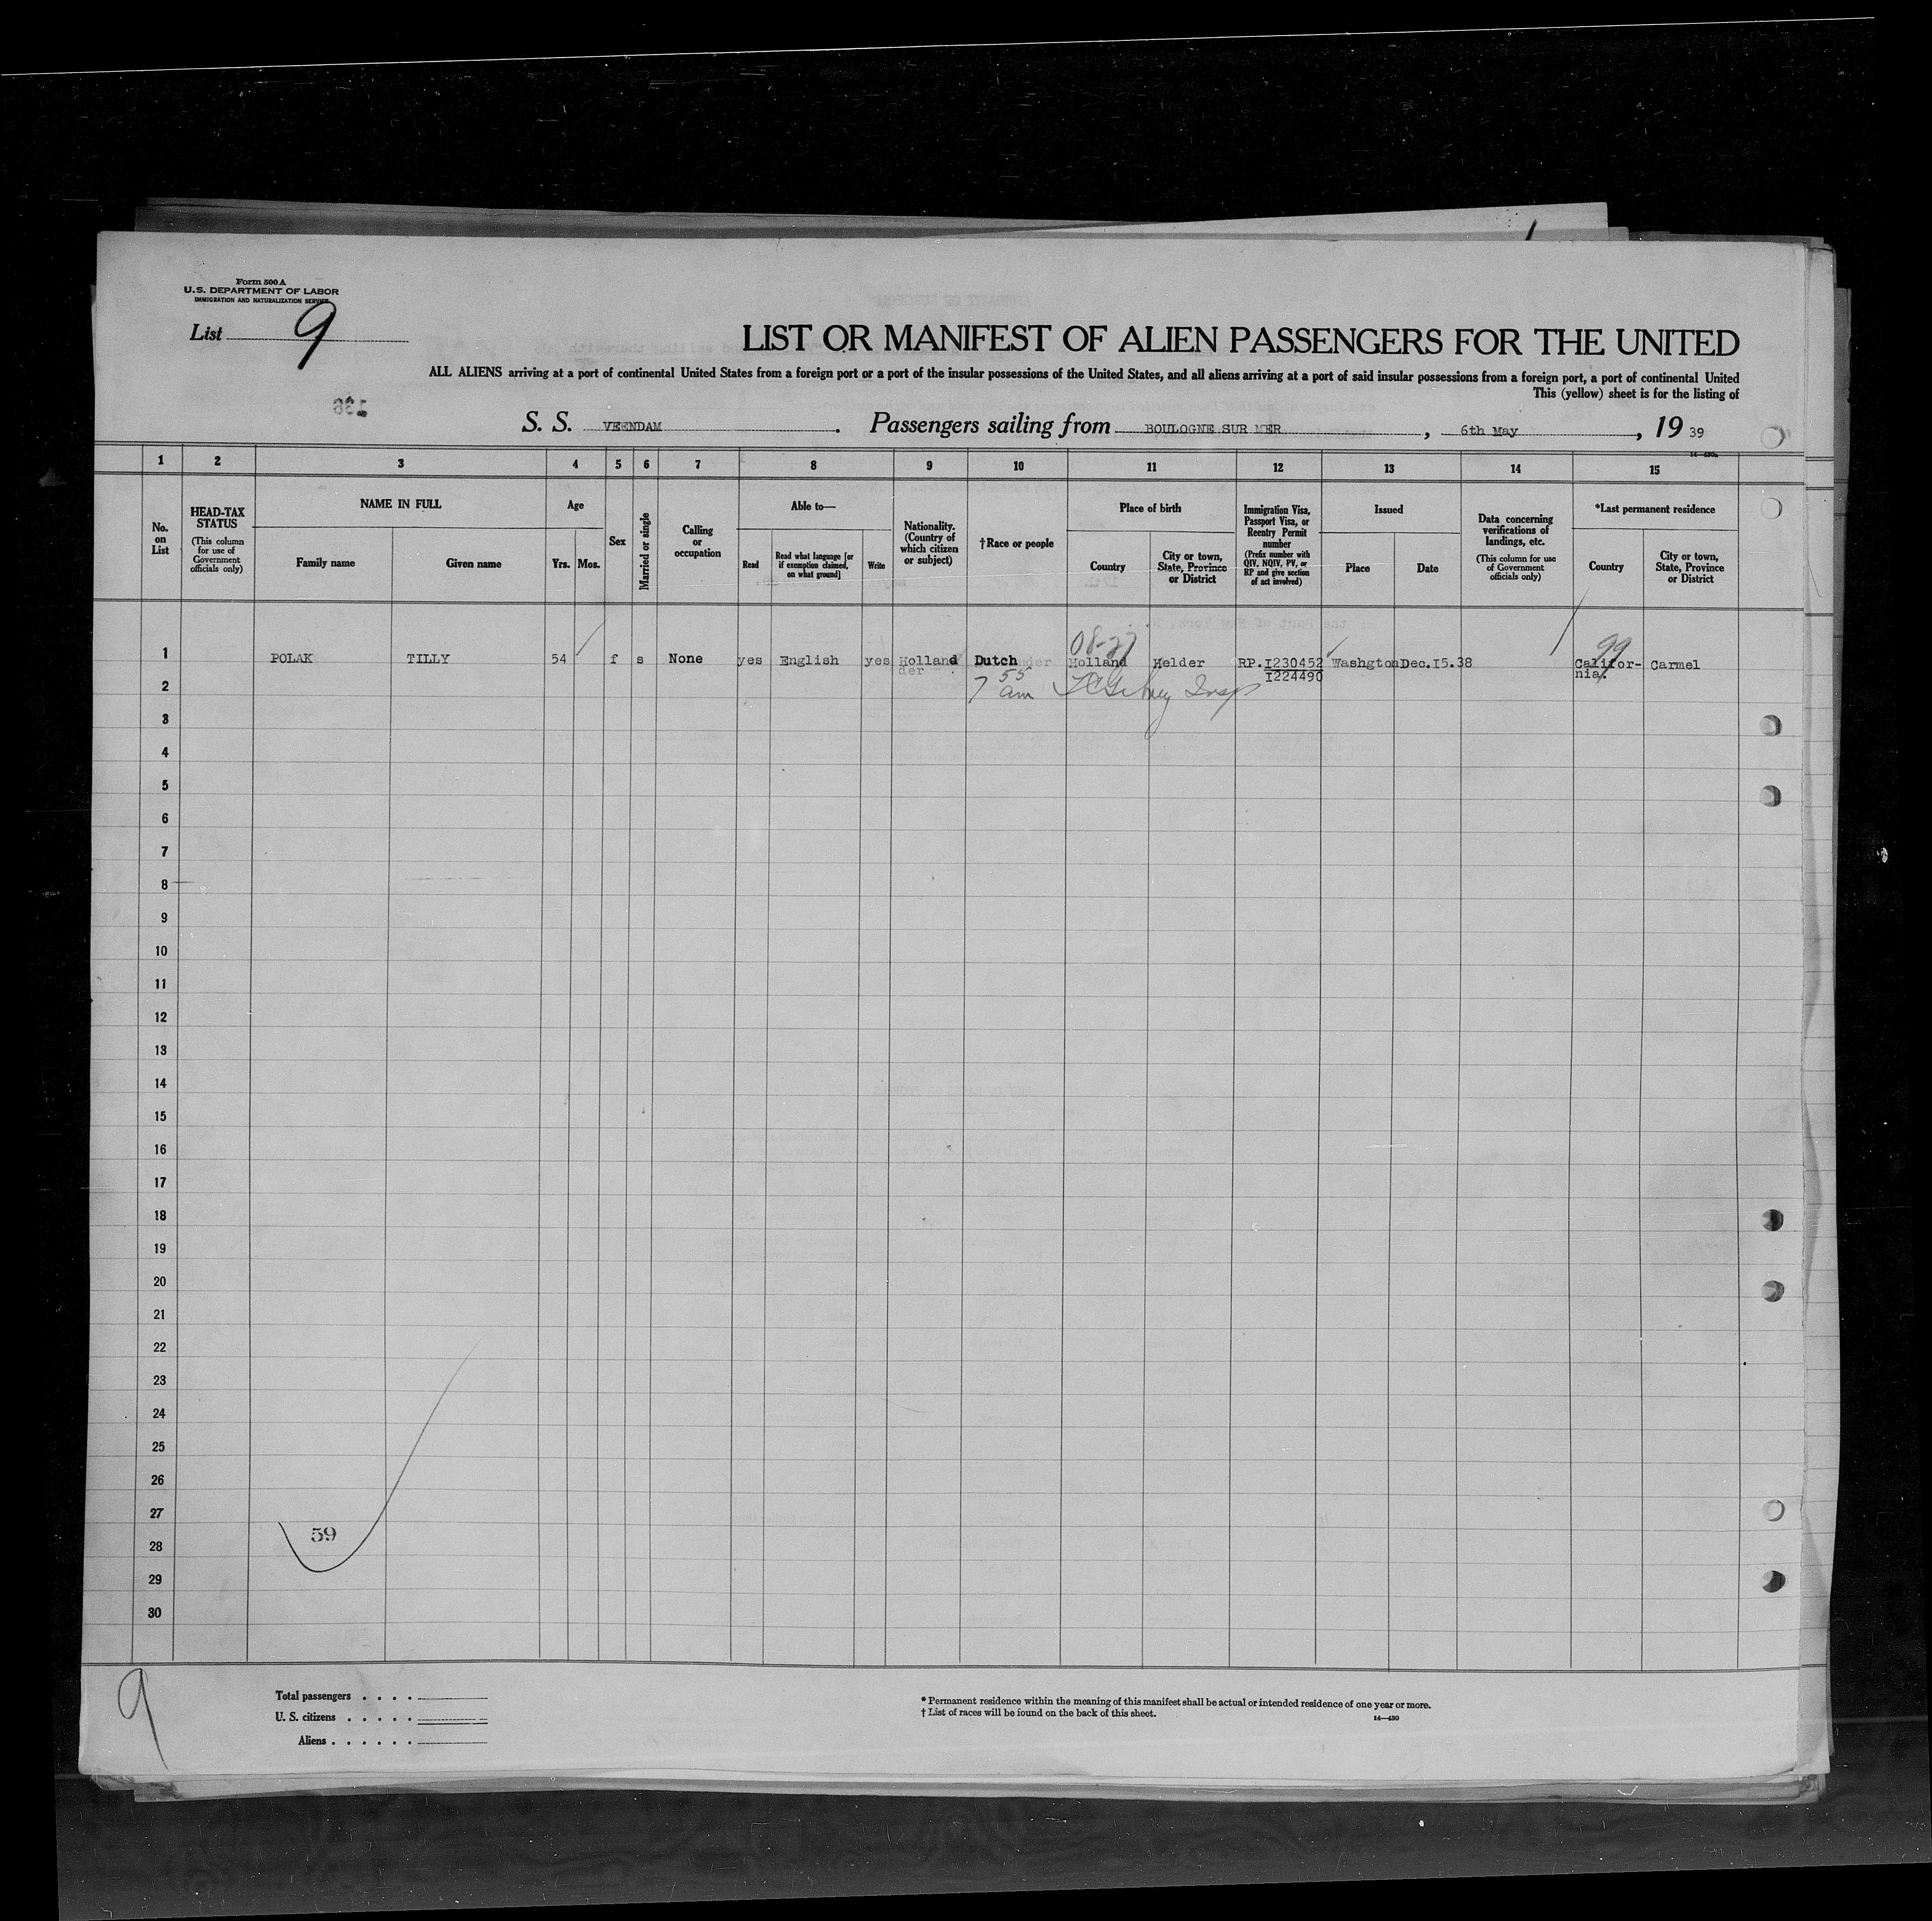 Form 500 A
U.S. DEPARTMENT OF LABOR
IMMIGRATION AND NATURALIZATION SERVICE
List 9
LIST OR MANIFEST OF ALIEN PASSENGERS FOR THE UNITED
ALL ALIENS arriving at a port of continental United States from a foreign port or a port of the insular possessions of the United States, and all aliens arriving at a port of said insular possessions from a foreign port, a port of continental United
This (yellow) sheet is for the listing of
S. S. VEENDAM. Passengers sailing from BOULOGNE SUR MER, 6th May, 19 39
1 2 3 4 5 6 7 8 9 10 11 12 13 14 15
No. on List
HEAD-TAX STATUS
(This column for use of Government officials only)
NAME IN FULL
Family name
Given name
Age
Yrs. Mos.
Sex
Married or single
Calling or occupation
Able to—
Read
Read what language [or if exemption claimed, on what ground]
Write
Nationality. (Country of which citizen or subject)
†Race or people
Place of birth
Country
City or town, State, Province or District
Immigration Visa, Passport Visa, or Reentry Permit number
(Prefix number with QIV, NQIV, PV, or RP and give section of act involved)
Issued
Place
Date
Data concerning verifications of landings, etc.
(This column for use of Government officials only)
*Last permanent residence
Country
City or town, State, Province or District
08-27
99
1 POLAK TILLY 54 f s None yes English yes Holland Dutch Holland Helder RP.I230452 Washgton Dec.I5.38 Califor- Carmel
der I224490 nia.
2 7 55 am Insp
3
4
5
6
7
8
9
10
11
12
13
14
15
16
17
18
19
20
21
22
23
24
25
26
27
59
28
29
30
9
Total passengers . . . .
U. S. citizens . . . . .
Aliens . . . . . .
* Permanent residence within the meaning of this manifest shall be actual or intended residence of one year or more.
† List of races will be found on the back of this sheet.
14—430